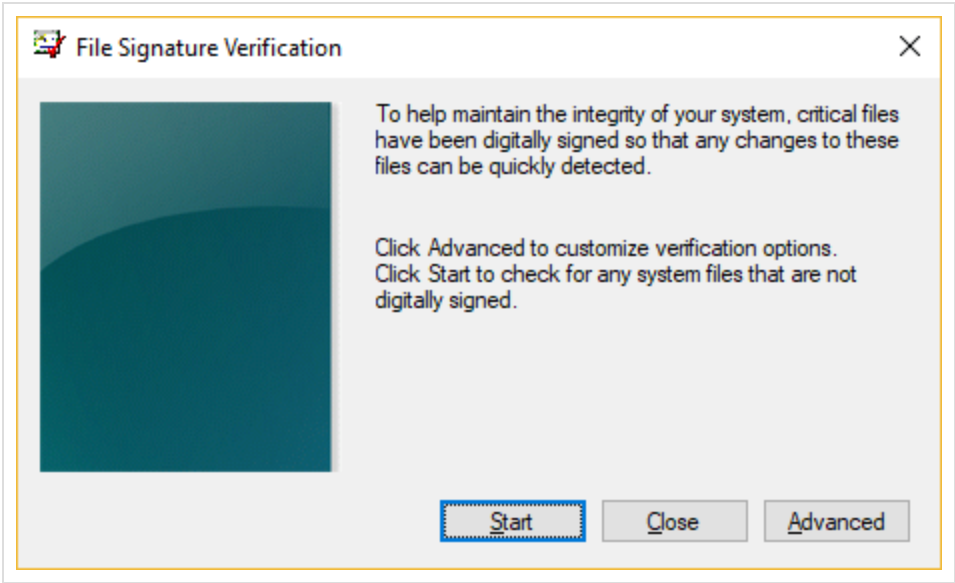 File Signature Verification
To help maintain the integrity of your system, critical files
have been digitally signed so that any changes to these
files can be quickly detected.
Click Advanced to customize verification options.
Click Start to check for any system files that are not
digitally signed.
Start
Close
Advanced